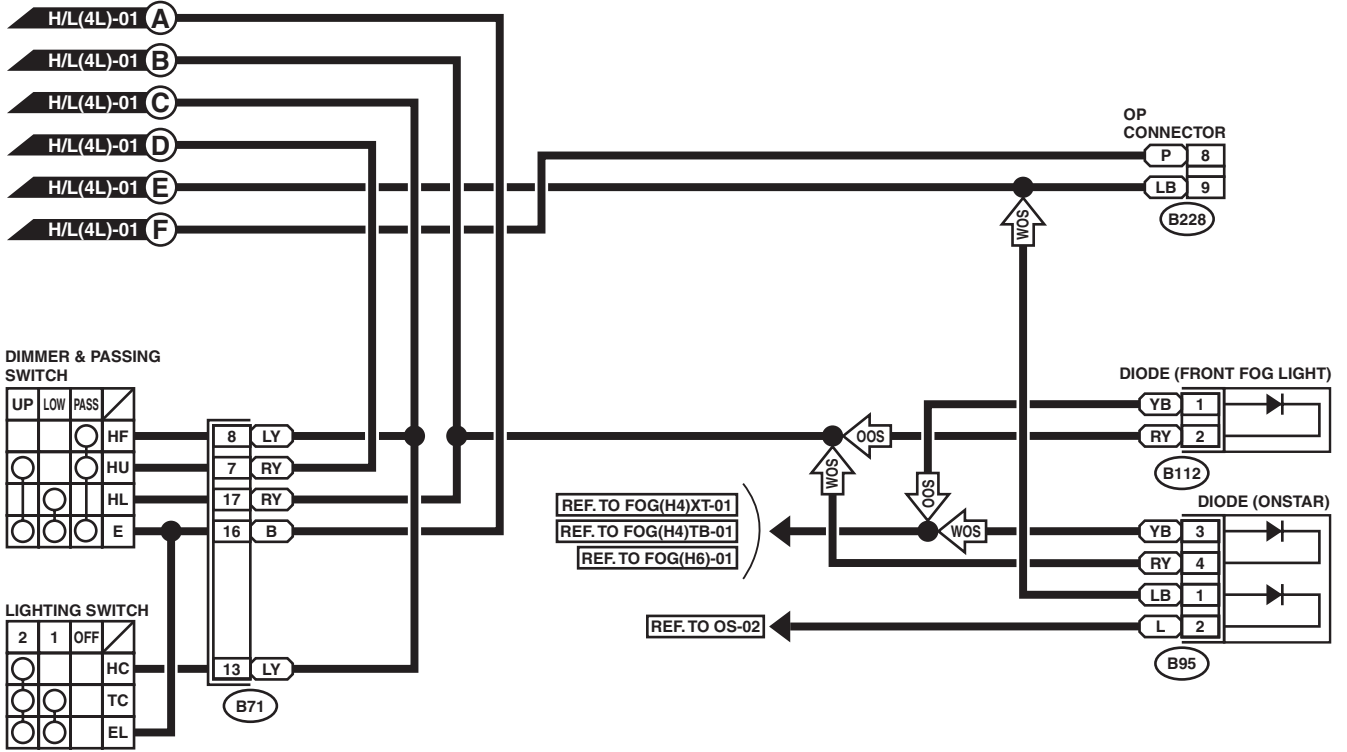 H/L(4L)-01 A
H/L(4L)-01 B
H/L(4L)-01 C
H/L(4L)-01 D
H/L(4L)-01 E
H/L(4L)-01 F
OP
CONNECTOR
P 8
LB 9
B228
WOS
DIMMER & PASSING
SWITCH
UP LOW PASS
HF
HU
HL
E
8 LY
7 RY
17 RY
16 B
13 LY
B71
LIGHTING SWITCH
2 1 OFF
HC
TC
EL
OOS
WOS
OOS
WOS
REF. TO FOG(H4)XT-01
REF. TO FOG(H4)TB-01
REF. TO FOG(H6)-01
REF. TO OS-02
DIODE (FRONT FOG LIGHT)
YB 1
RY 2
B112
DIODE (ONSTAR)
YB 3
RY 4
LB 1
L 2
B95